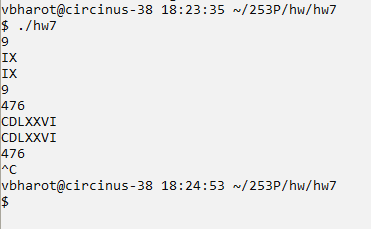 vbharot@circinus-38 18:23:35 ~/253P/hw/hw7
$ ./hw7
9
IX
IX
9
476
CDLXXVI
CDLXXVI
476
^C
vbharot@circinus-38 18:24:53 ~/253P/hw/hw7
$